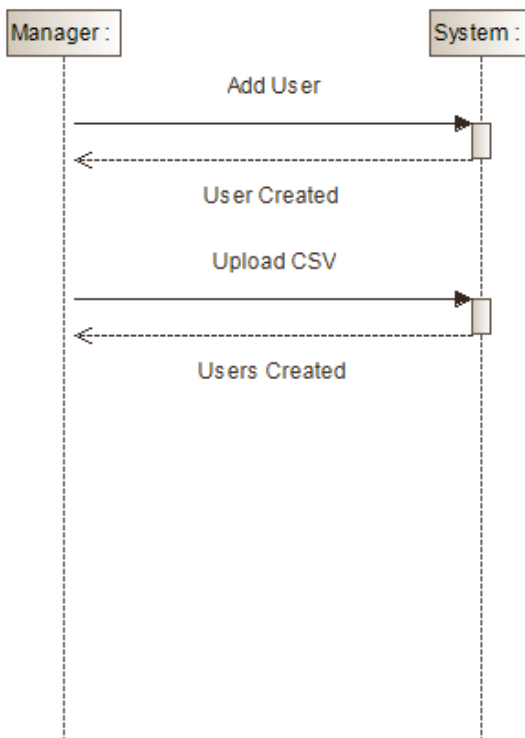 Manager :
System :
Add User
User Created
Upload CSV
Users Created